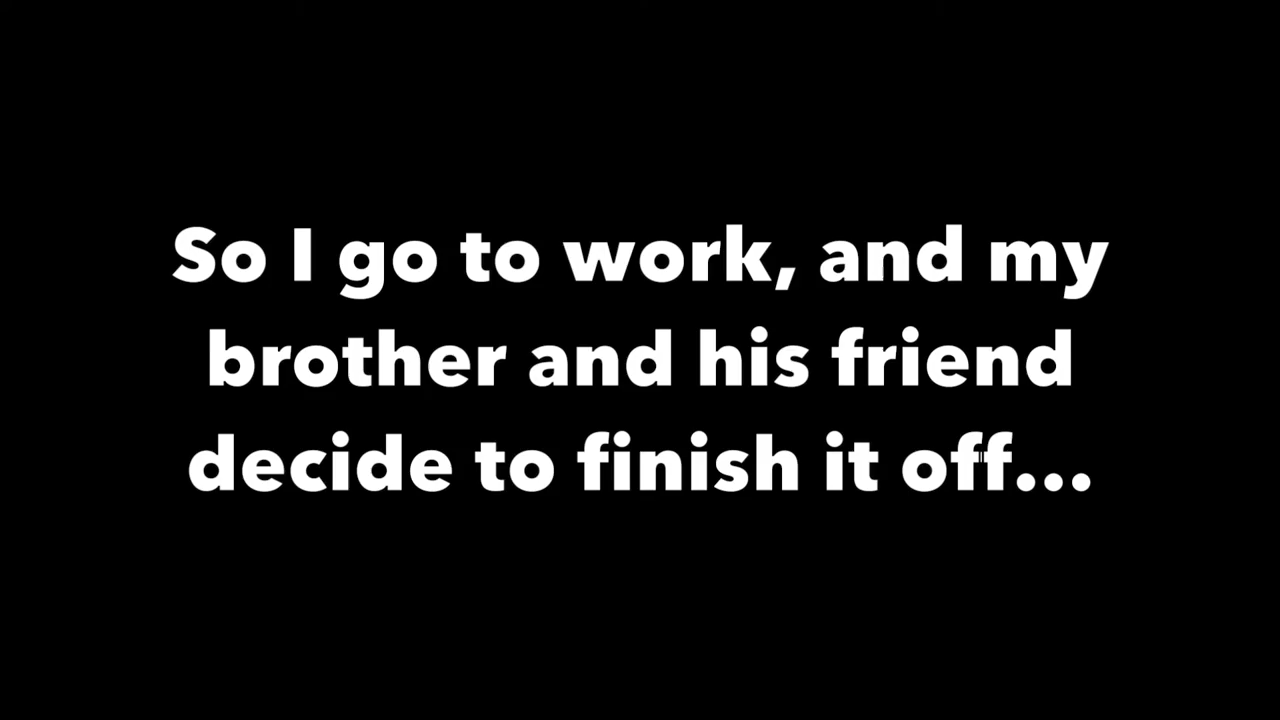 So I go to work, and my
brother and his friend
decide to finish it off...